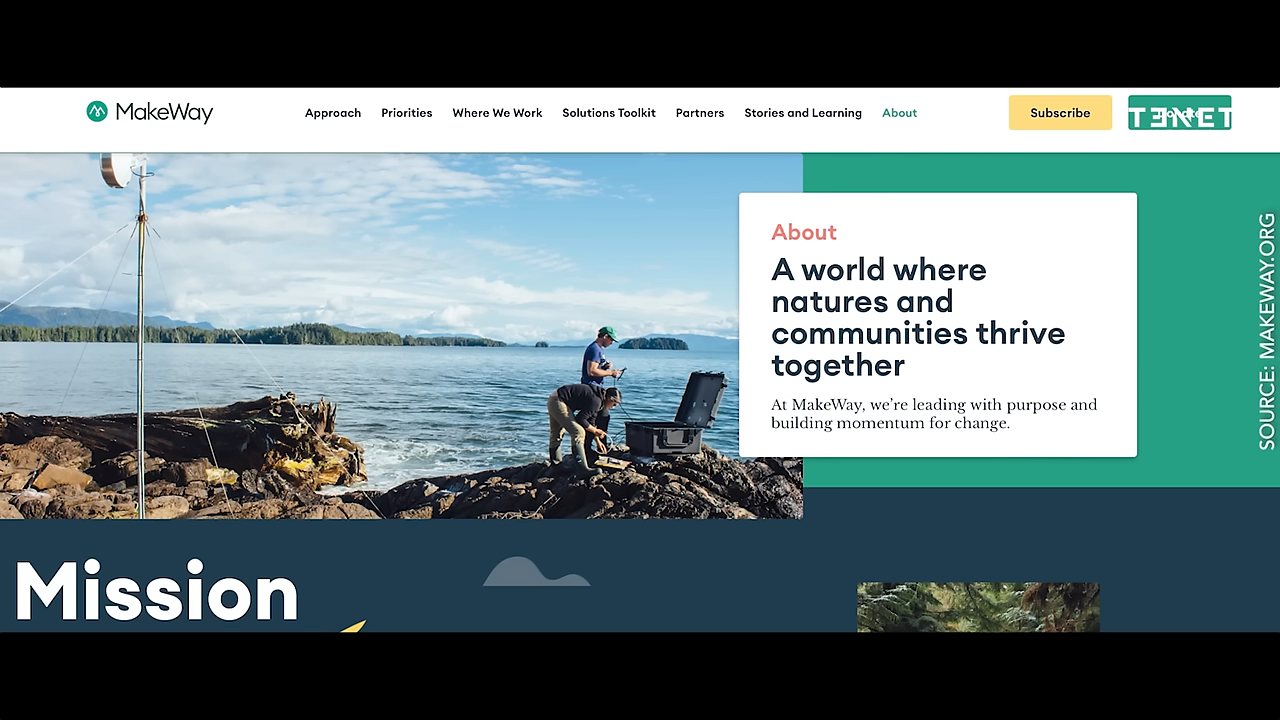 MakeWay
Approach
Priorities
Where We Work
Solutions Toolkit
Partners
Stories and Learning
About
Subscribe
TENET
About
A world where
natures and
communities thrive
together
At MakeWay, we're leading with purpose and
building momentum for change.
SOURCE: MAKEWAY.ORG
Mission